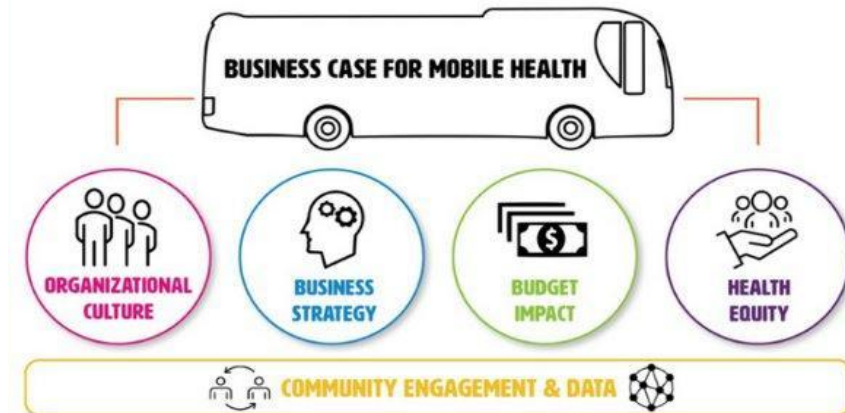 BUSINESS CASE FOR MOBILE HEALTH
ORGANIZATIONAL
CULTURE
BUSINESS
STRATEGY
$
BUDGET
IMPACT
HEALTH
EQUITY
COMMUNITY ENGAGEMENT & DATA